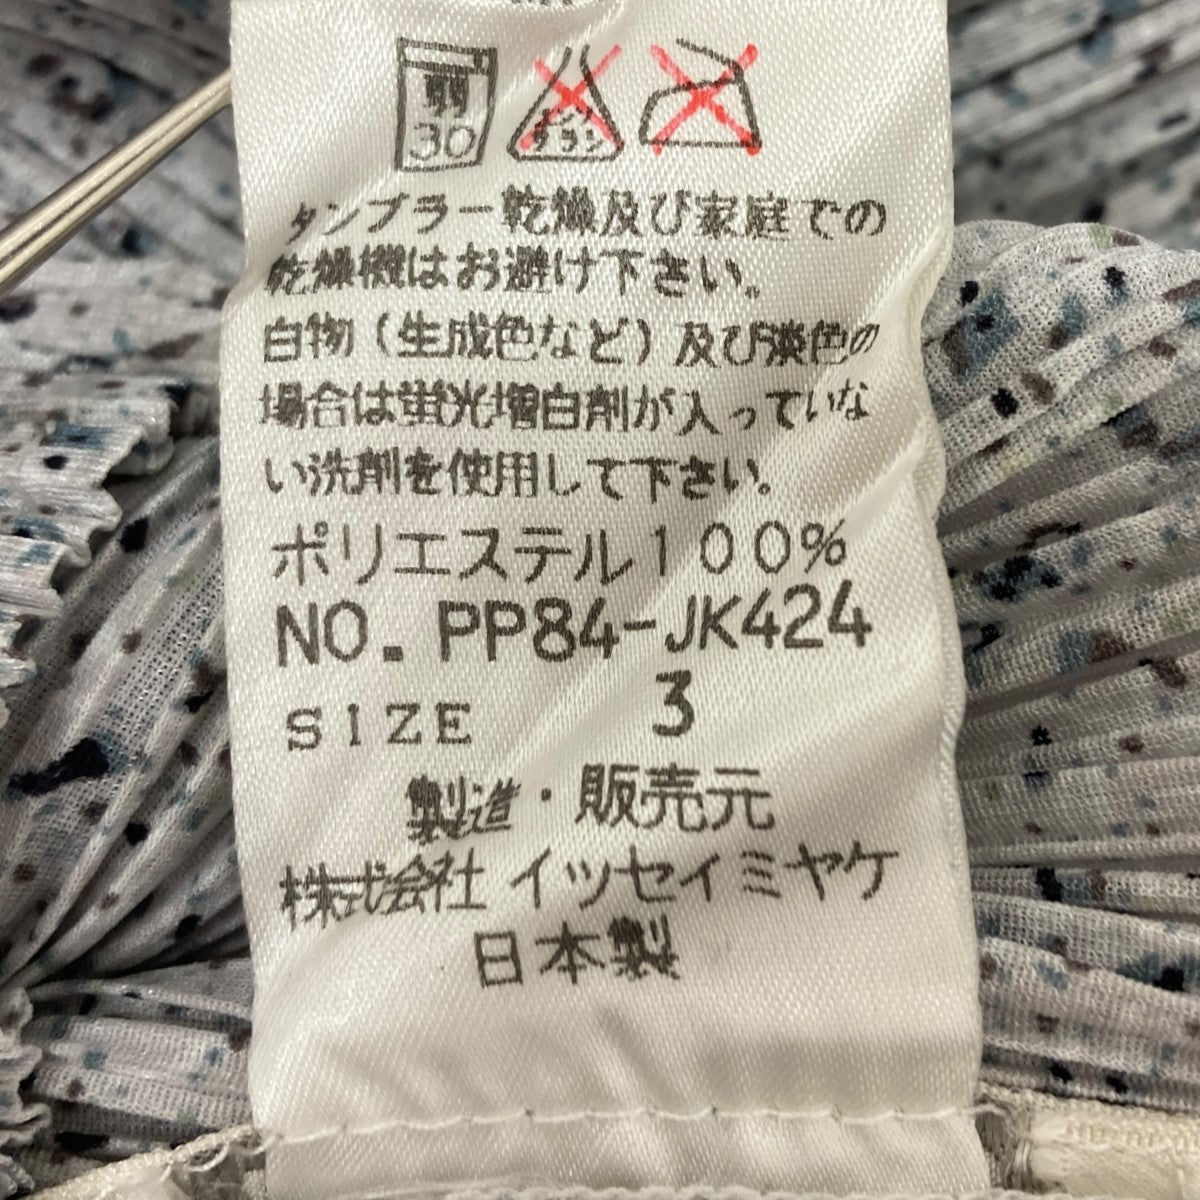 弱
30
エンソ
サラシ
タンブラー乾燥及び家庭での
乾燥機はお避け下さい。
白物(生成色など)及び淡色の
場合は蛍光増白剤が入っていな
い洗剤を使用して下さい。
ポリエステル100%
NO. PP84-JK424
SIZE 3
製造・販売元
株式会社 イッセイミヤケ
日本製